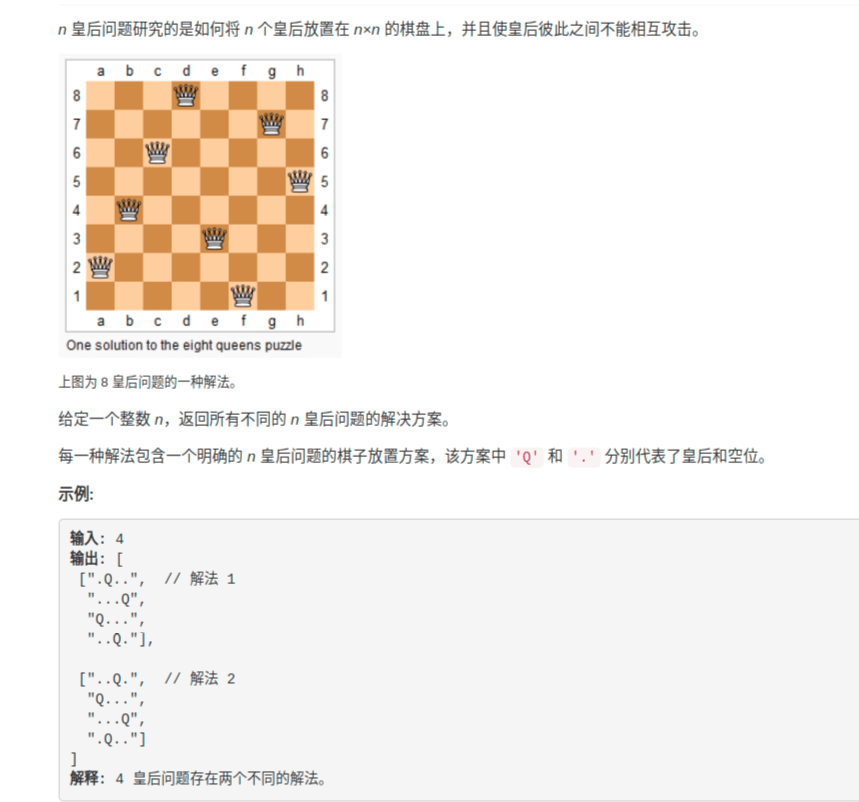 n 皇后问题研究的是如何将 n 个皇后放置在 n×n 的棋盘上，并且使皇后彼此之间不能相互攻击。
a b c d e f g h
8 8
7 7
6 6
5 5
4 4
3 3
2 2
1 1
a b c d e f g h
One solution to the eight queens puzzle
上图为 8 皇后问题的一种解法。
给定一个整数 n，返回所有不同的 n 皇后问题的解决方案。
每一种解法包含一个明确的 n 皇后问题的棋子放置方案，该方案中 'Q' 和 '.' 分别代表了皇后和空位。
示例:
输入: 4
输出: [
[".Q..",  // 解法 1
"...Q",
"Q...",
"..Q."],
["..Q.",  // 解法 2
"Q...",
"...Q",
".Q.."]
]
解释: 4 皇后问题存在两个不同的解法。